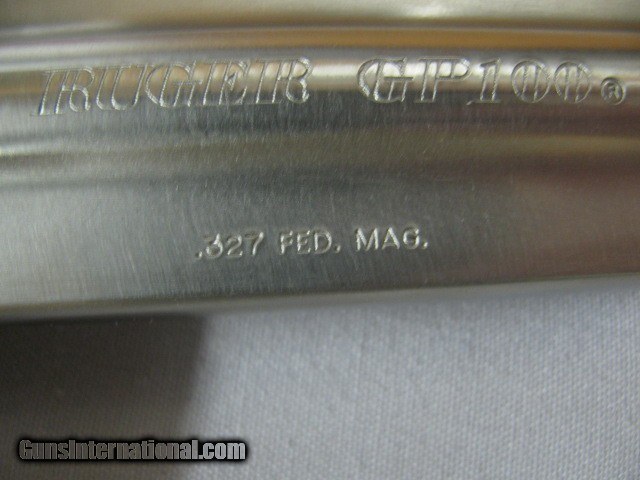 RUGER GP100®
.327 FED. MAG.
GunsInternational.com